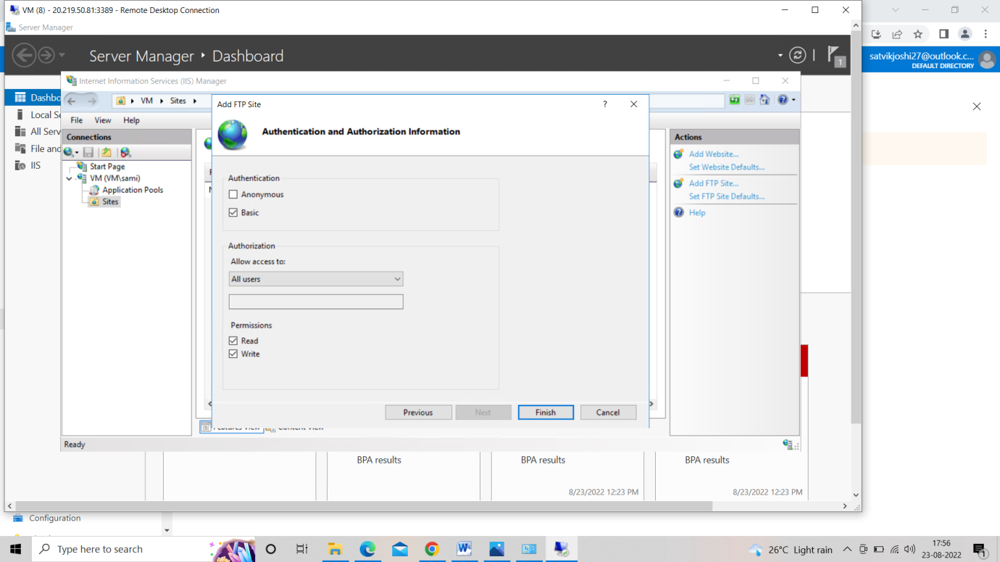 VM (8) - 20.219.50.81:3389 - Remote Desktop Connection
Server Manager
Server Manager Dashboard
1
satvikjoshi27@outlook.c...
DEFAULT DIRECTORY
Internet Information Services (IIS) Manager
Dashbo
VM Sites
Local Se
All Serv
File and
IIS
File View Help
Connections
Start Page
VM (VM\sami)
Application Pools
Sites
Add FTP Site
?
Authentication and Authorization Information
Authentication
Anonymous
Basic
Authorization
Allow access to:
All users
Permissions
Read
Write
Previous Next Finish Cancel
Actions
Add Website...
Set Website Defaults...
Add FTP Site...
Set FTP Site Defaults...
Help
Features View Content View
Ready
BPA results BPA results BPA results
8/23/2022 12:23 PM 8/23/2022 12:23 PM
Configuration
Type here to search
26°C Light rain
17:56
23-08-2022
1